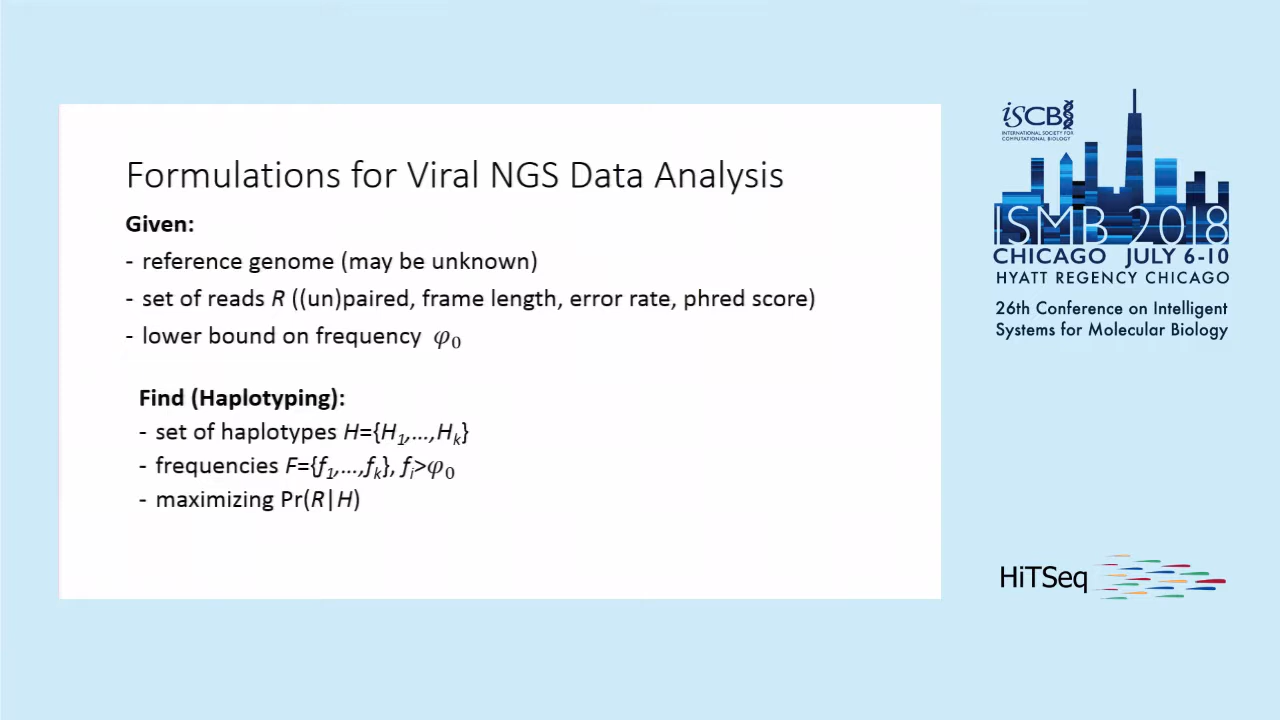 Formulations for Viral NGS Data Analysis
Given:
- reference genome (may be unknown)
- set of reads R ((un)paired, frame length, error rate, phred score)
- lower bound on frequency φ₀
Find (Haplotyping):
- set of haplotypes H={H₁,...,Hₖ}
- frequencies F={f₁,...,fₖ}, fᵢ>φ₀
- maximizing Pr(R|H)
iSCB
INTERNATIONAL SOCIETY FOR
COMPUTATIONAL BIOLOGY
ISMB 2018
CHICAGO JULY 6-10
HYATT REGENCY CHICAGO
26th Conference on Intelligent
Systems for Molecular Biology
HiTSeq